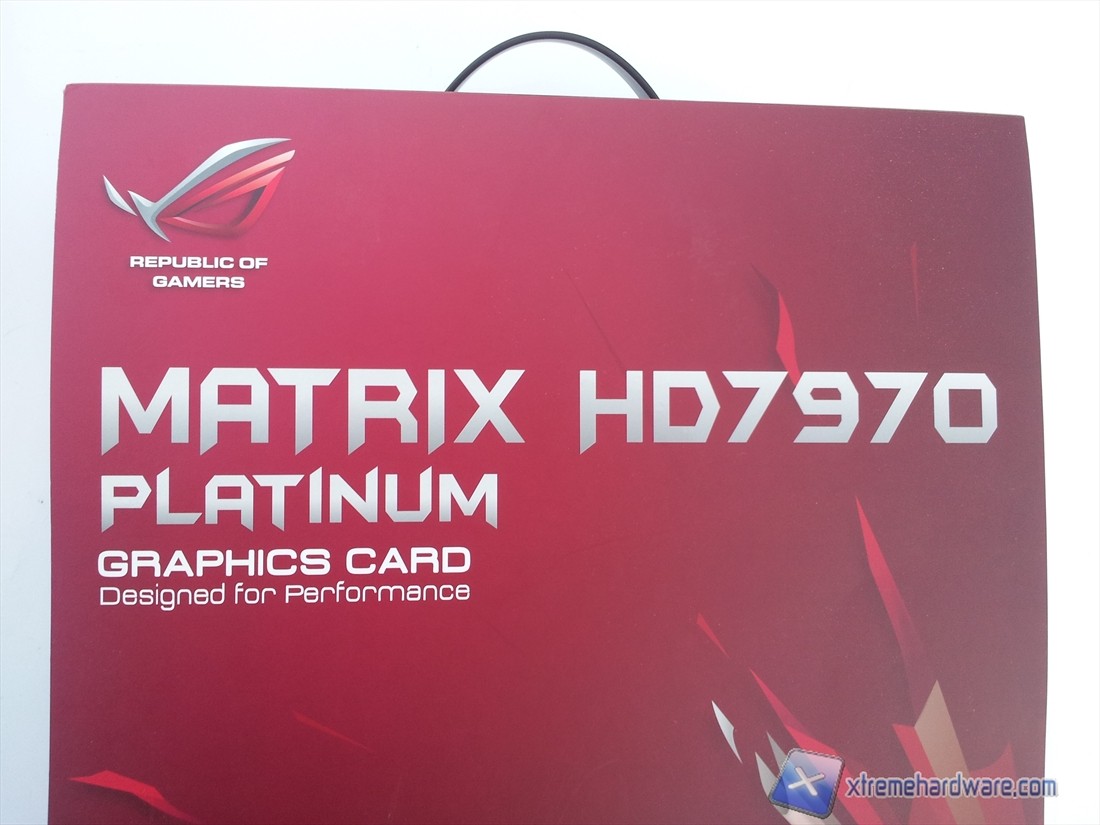 REPUBLIC OF
GAMERS
MATRIX HD7970
PLATINUM
GRAPHICS CARD
Designed for Performance
xtremehardware.com